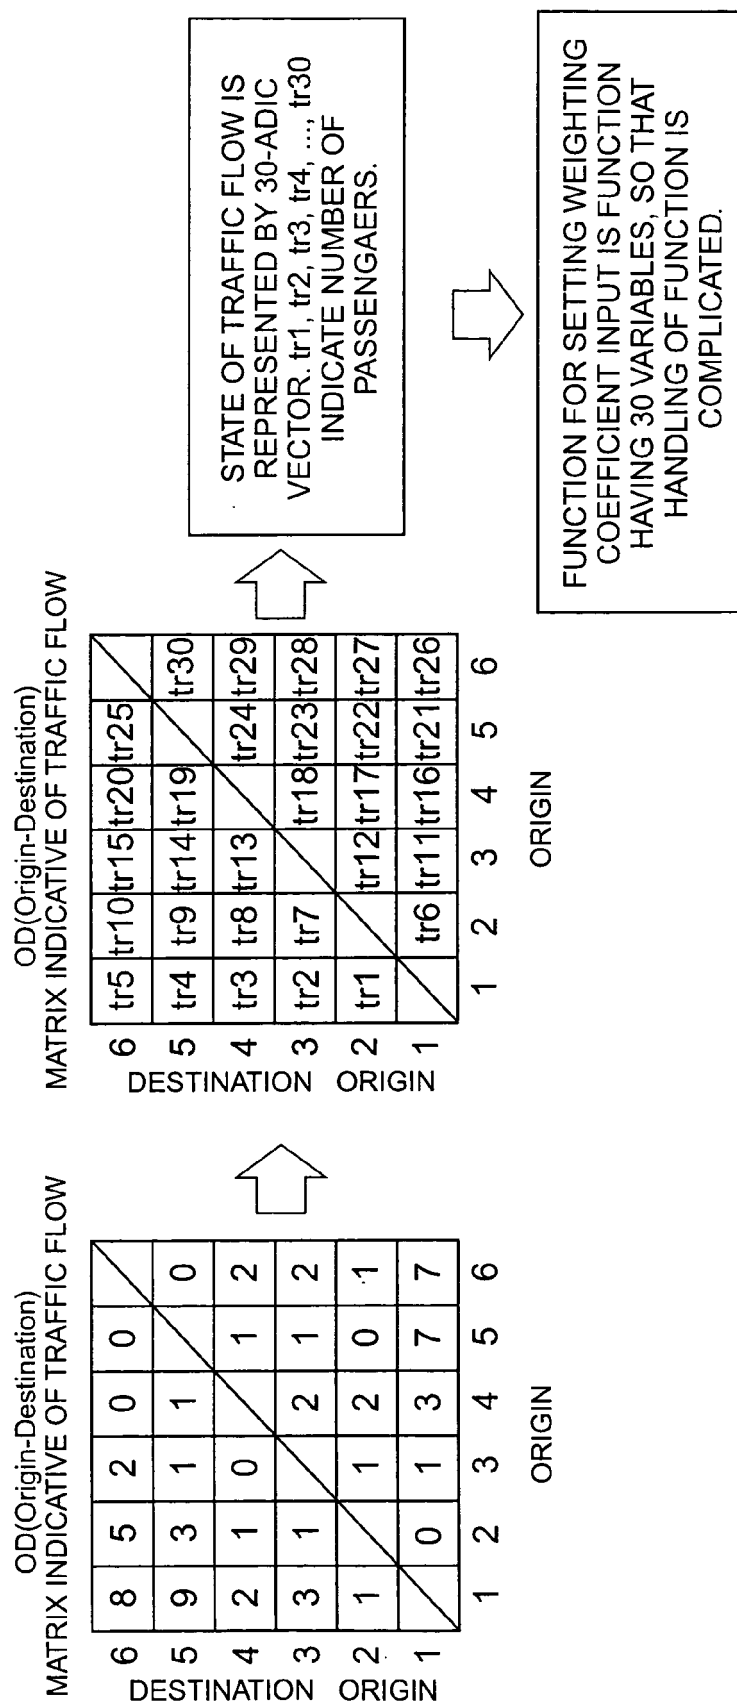 OD(Origin-Destination)
MATRIX INDICATIVE OF TRAFFIC FLOW
6 8 5 2 0 0
5 9 3 1 1 0
4 2 1 0 1 2
3 3 1 2 1 2
2 1 1 2 0 1
1 0 1 3 7 7
1 2 3 4 5 6
DESTINATION ORIGIN
ORIGIN
OD(Origin-Destination)
MATRIX INDICATIVE OF TRAFFIC FLOW
6 tr5 tr10 tr15 tr20 tr25
5 tr4 tr9 tr14 tr19 tr30
4 tr3 tr8 tr13 tr24 tr29
3 tr2 tr7 tr18 tr23 tr28
2 tr1 tr12 tr17 tr22 tr27
1 tr6 tr11 tr16 tr21 tr26
1 2 3 4 5 6
DESTINATION ORIGIN
ORIGIN
STATE OF TRAFFIC FLOW IS
REPRESENTED BY 30-ADIC
VECTOR. tr1, tr2, tr3, tr4, ..., tr30
INDICATE NUMBER OF
PASSENGAERS.
FUNCTION FOR SETTING WEIGHTING
COEFFICIENT INPUT IS FUNCTION
HAVING 30 VARIABLES, SO THAT
HANDLING OF FUNCTION IS
COMPLICATED.